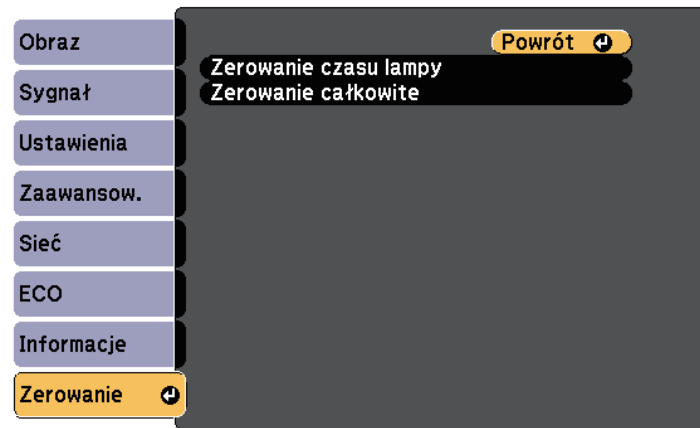 Obraz
Sygnał
Ustawienia
Zaawansow.
Sieć
ECO
Informacje
Zerowanie
Powrót
Zerowanie czasu lampy
Zerowanie całkowite